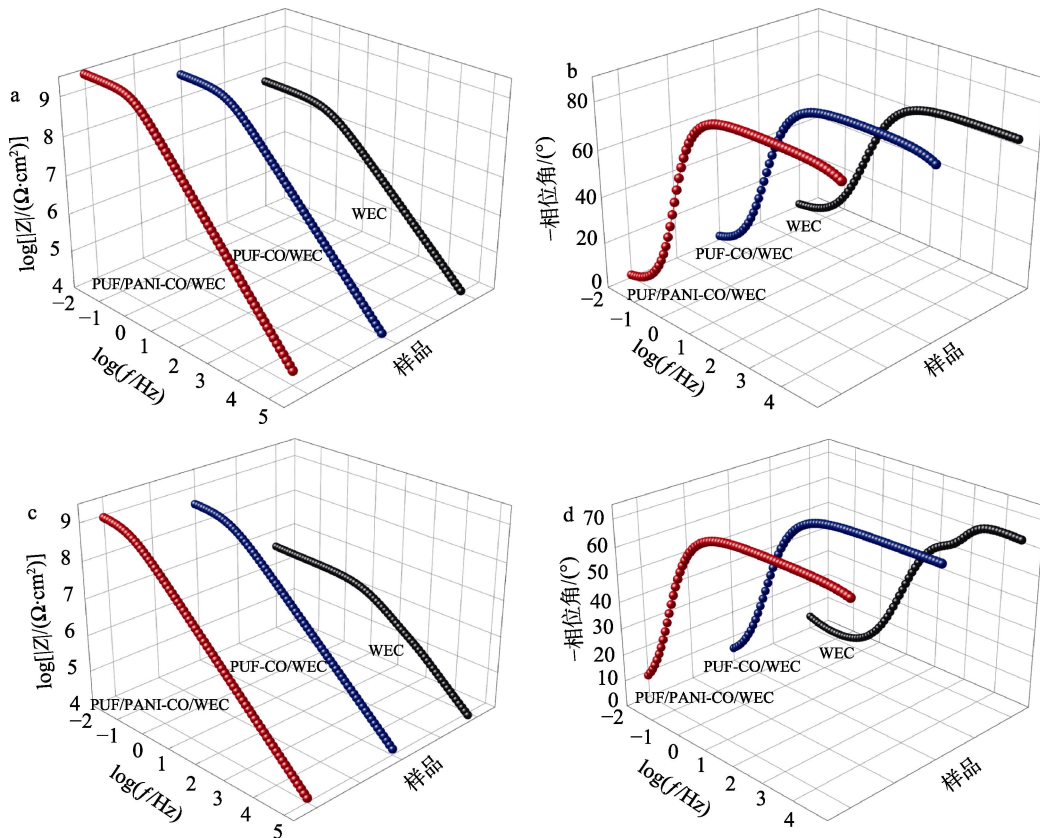 a
log[|Z|/(Ω·cm²)]
9
8
7
6
5
4
−2
−1
0
1
2
3
4
5
log(f/Hz)
样品
PUF/PANI-CO/WEC
PUF-CO/WEC
WEC
b
−相位角/(°)
80
60
40
20
0
−2
−1
0
1
2
3
4
log(f/Hz)
样品
PUF/PANI-CO/WEC
PUF-CO/WEC
WEC
c
log[|Z|/(Ω·cm²)]
9
8
7
6
5
4
−2
−1
0
1
2
3
4
5
log(f/Hz)
样品
PUF/PANI-CO/WEC
PUF-CO/WEC
WEC
d
−相位角/(°)
70
60
50
40
30
20
10
0
−2
−1
0
1
2
3
4
log(f/Hz)
样品
PUF/PANI-CO/WEC
PUF-CO/WEC
WEC